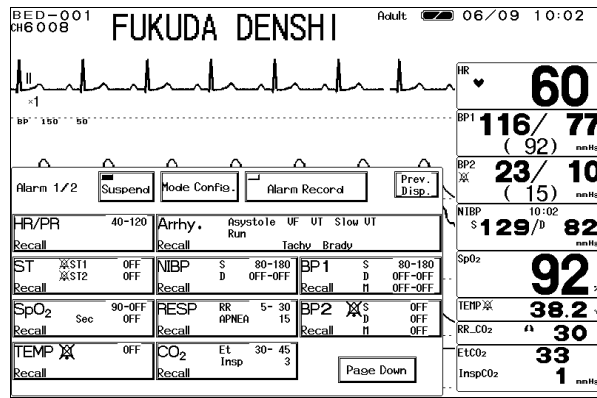 BED-001
CH6008
FUKUDA DENSHI
Adult 06/09 10:02
II
×1
BP 150 50
HR
60
BP1
116/ 77
( 92) mmHg
BP2
23/ 10
( 15) mmHg
NIBP 10:02
S 129/D 82
mmHg
SpO2
92 %
TEMP 38.2
RR_CO2 30
EtCO2 33
InspCO2 1 mmHg
Alarm 1/2
Suspend
Mode Config.
Alarm Record
Prev. Disp.
HR/PR 40-120
Recall
Arrhy. Asystole VF VT Slow VT
Run
Tachy Brady
Recall
ST ST1 OFF
ST2 OFF
Recall
NIBP S 80-180
D OFF-OFF
Recall
BP1 S 80-180
D OFF-OFF
M OFF-OFF
Recall
SpO2 90-OFF
Sec OFF
Recall
RESP RR 5- 30
APNEA 15
Recall
BP2 S OFF
D OFF
M OFF
Recall
TEMP OFF
Recall
CO2 Et 30- 45
Insp 3
Recall
Page Down